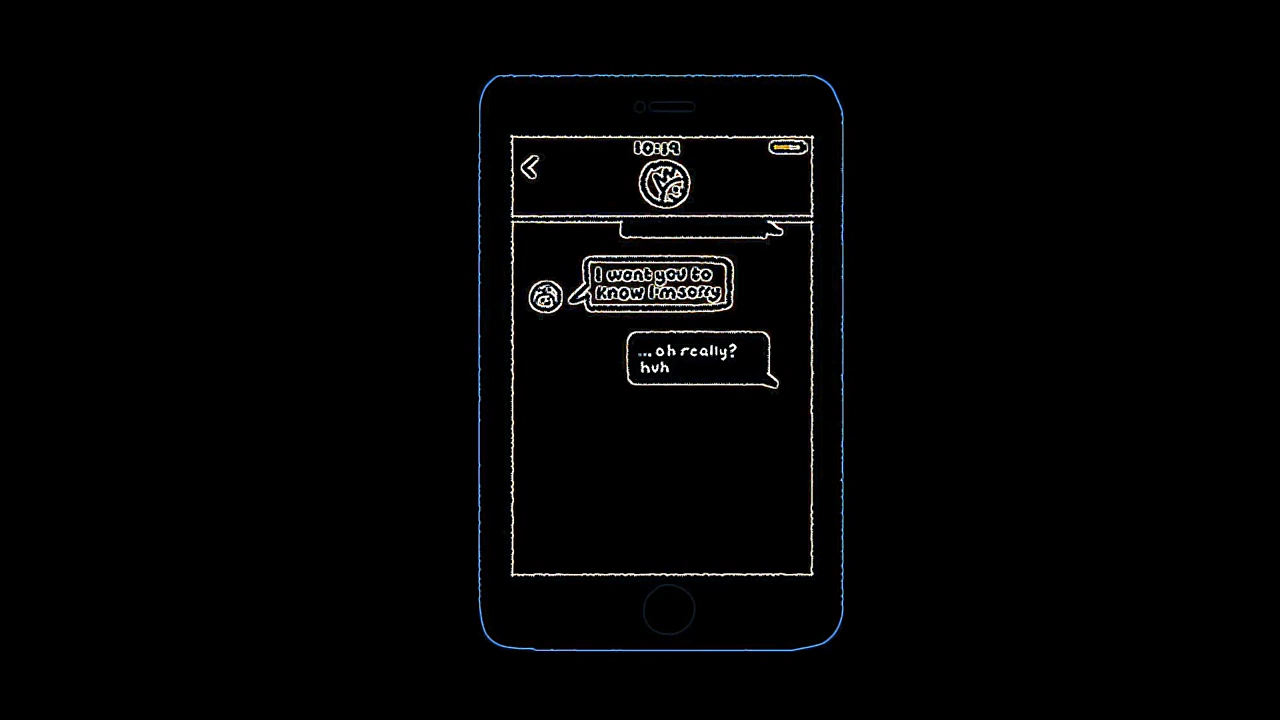 10:19
I want you to
know I'm sorry
... oh really?
huh